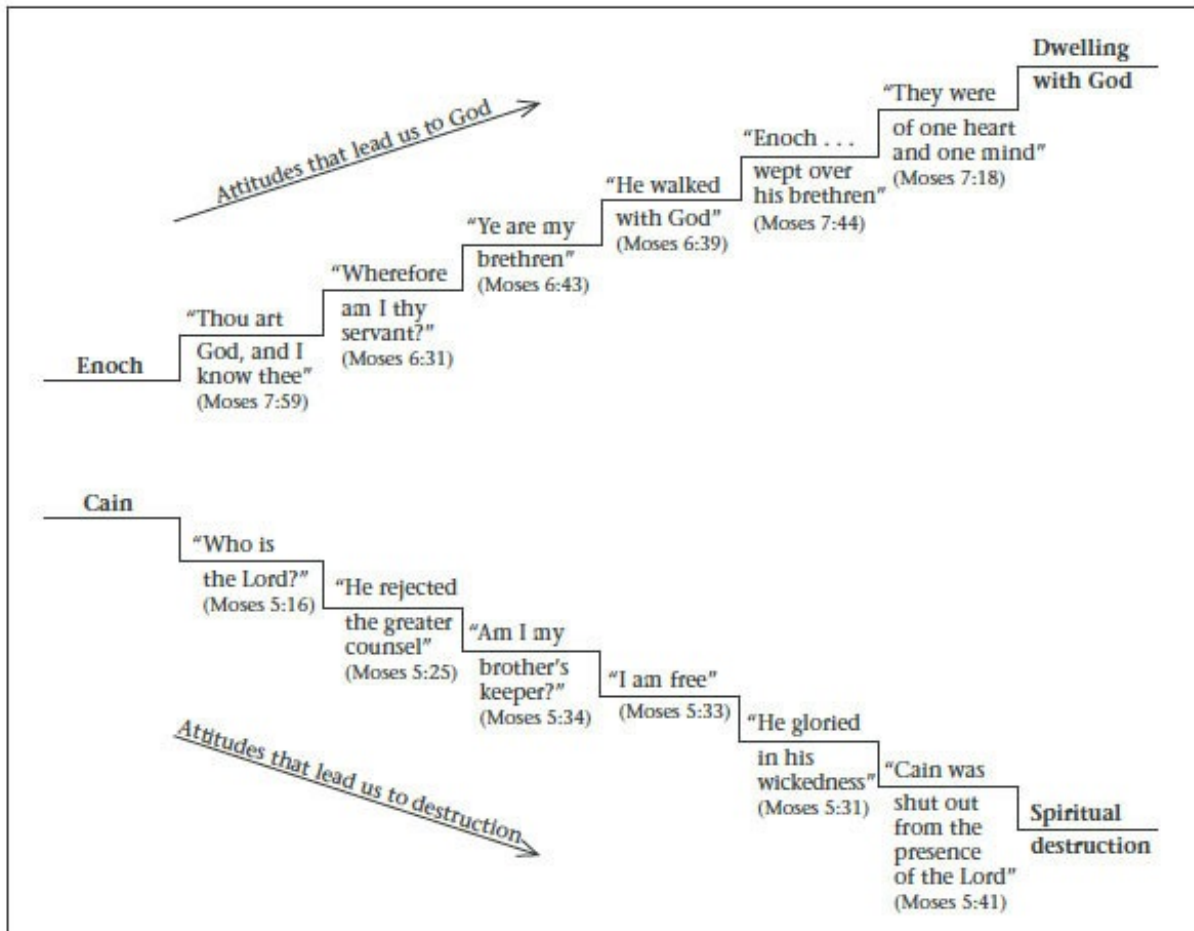 Attitudes that lead us to God
Enoch
“Thou art
God, and I
know thee”
(Moses 7:59)
“Wherefore
am I thy
servant?”
(Moses 6:31)
“Ye are my
brethren”
(Moses 6:43)
“He walked
with God”
(Moses 6:39)
“Enoch . . .
wept over
his brethren”
(Moses 7:44)
“They were
of one heart
and one mind”
(Moses 7:18)
Dwelling
with God
Cain
“Who is
the Lord?”
(Moses 5:16)
“He rejected
the greater
counsel”
(Moses 5:25)
“Am I my
brother’s
keeper?”
(Moses 5:34)
“I am free”
(Moses 5:33)
“He gloried
in his
wickedness”
(Moses 5:31)
“Cain was
shut out
from the
presence
of the Lord”
(Moses 5:41)
Spiritual
destruction
Attitudes that lead us to destruction